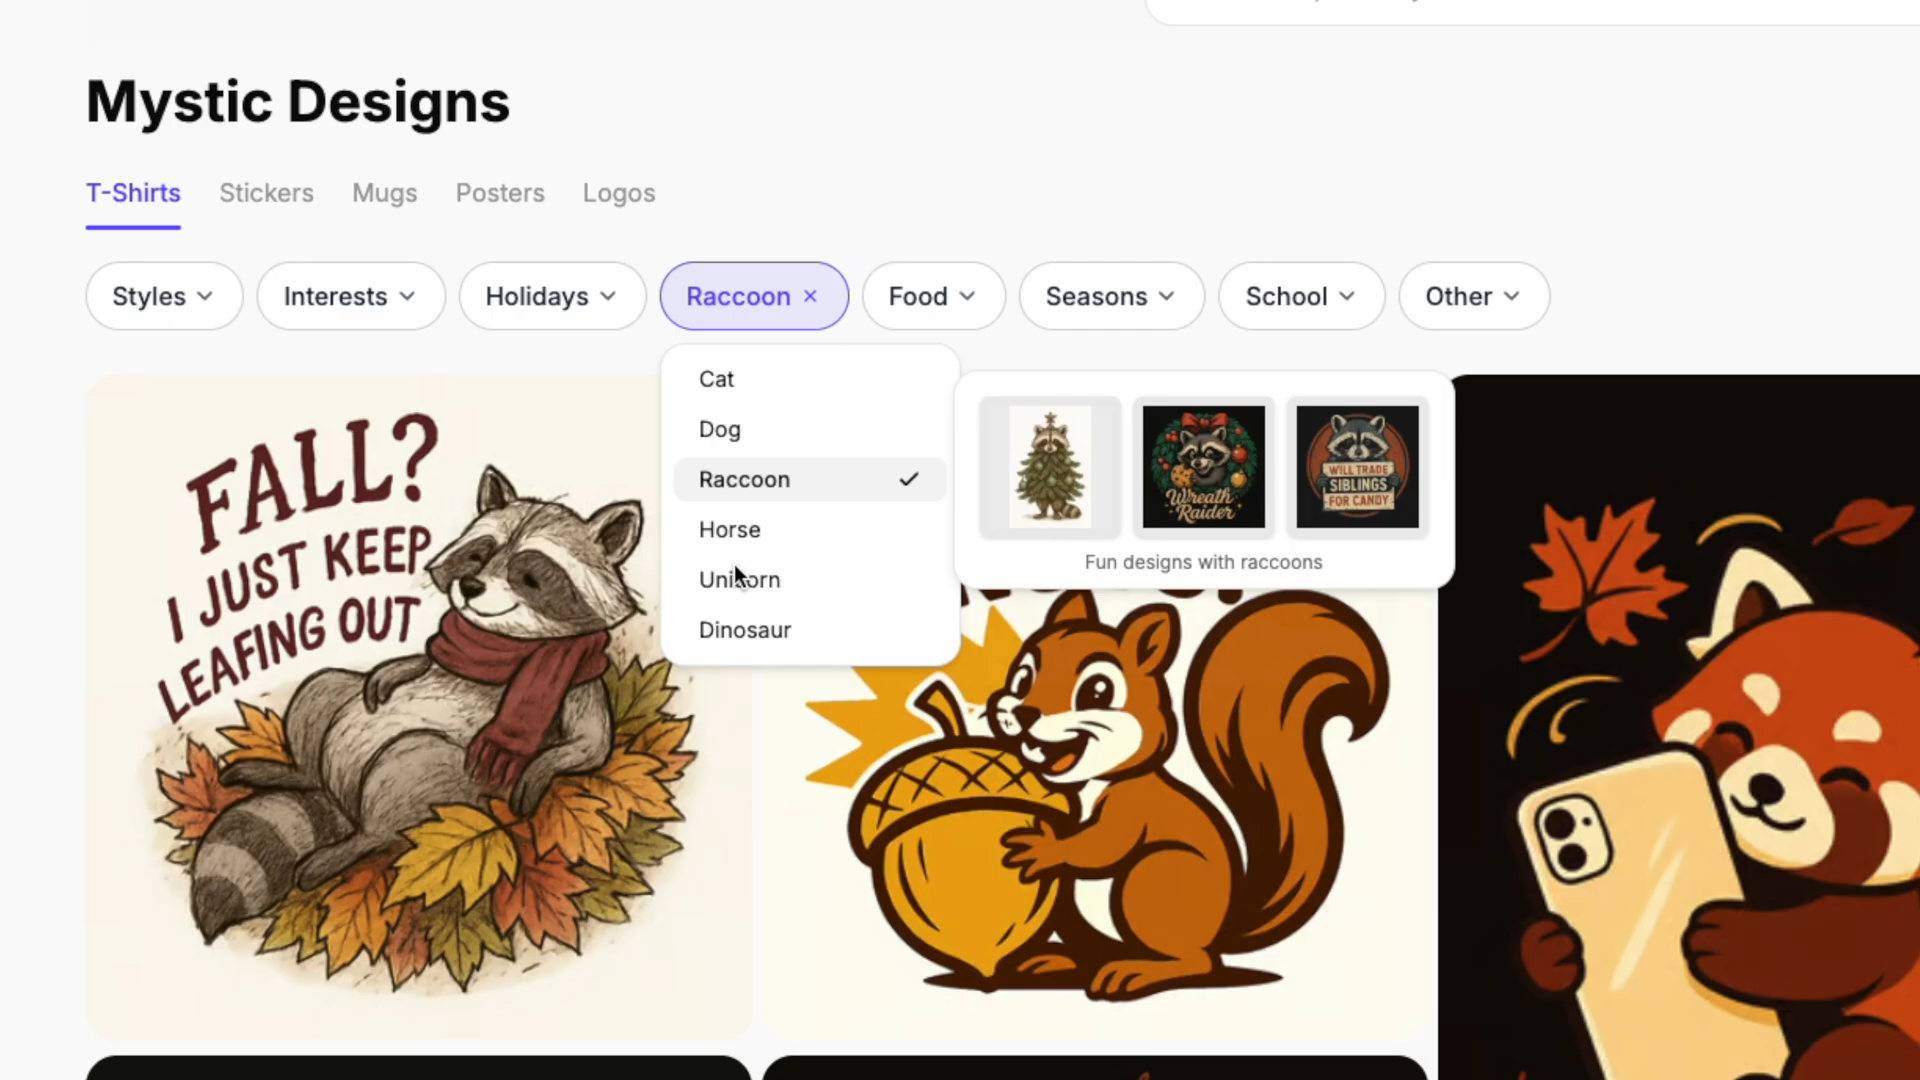 Mystic Designs
T-Shirts Stickers Mugs Posters Logos
Styles Interests Holidays Raccoon × Food Seasons School Other
Cat
Dog
Raccoon
Horse
Unicorn
Dinosaur
Wreath
Raider
WILL TRADE
SIBLINGS
FOR CANDY
Fun designs with raccoons
FALL?
I JUST KEEP
LEAFING OUT